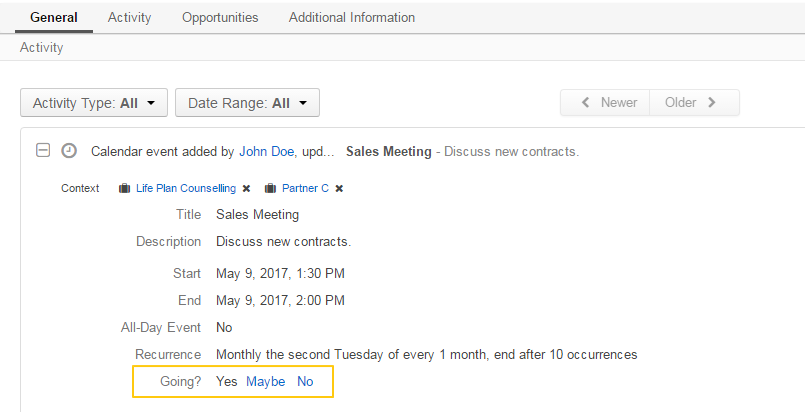 General Activity Opportunities Additional Information
Activity
Activity Type: All Date Range: All Newer Older
Calendar event added by John Doe, upd... Sales Meeting - Discuss new contracts.
Context Life Plan Counselling Partner C
Title Sales Meeting
Description Discuss new contracts.
Start May 9, 2017, 1:30 PM
End May 9, 2017, 2:00 PM
All-Day Event No
Recurrence Monthly the second Tuesday of every 1 month, end after 10 occurrences
Going? Yes Maybe No